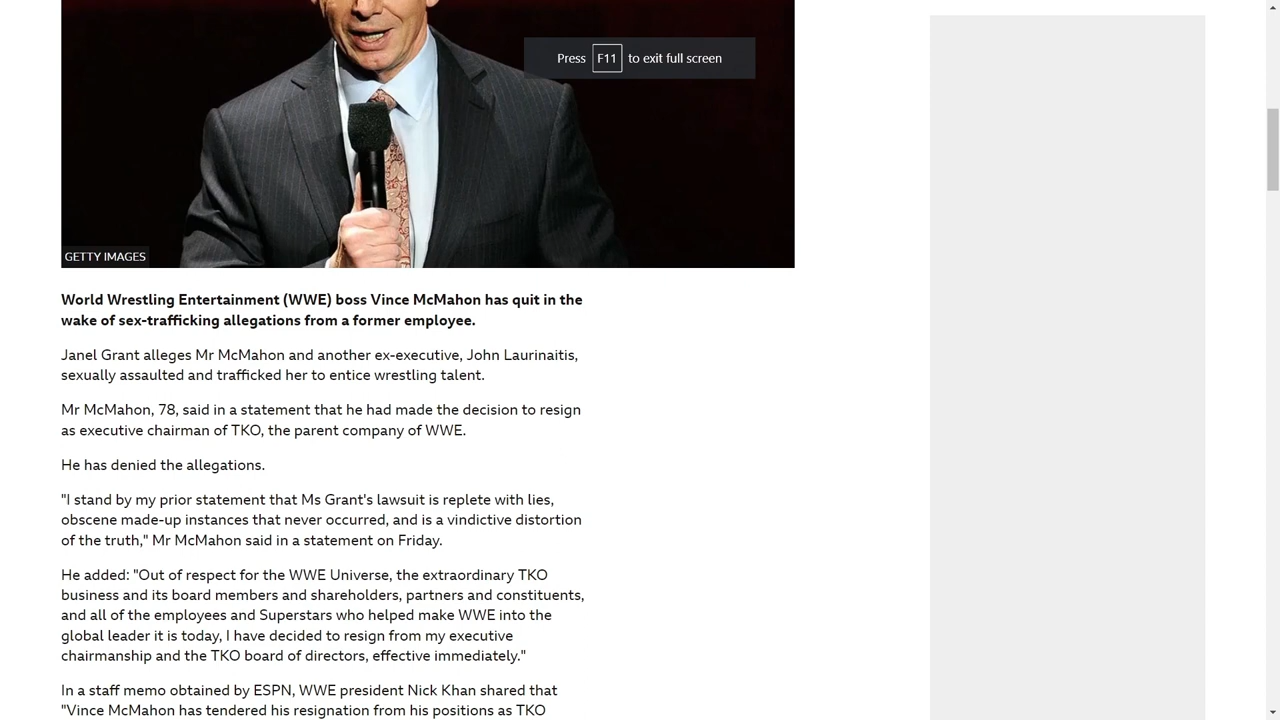 Press F11 to exit full screen
GETTY IMAGES
World Wrestling Entertainment (WWE) boss Vince McMahon has quit in the
wake of sex-trafficking allegations from a former employee.
Janel Grant alleges Mr McMahon and another ex-executive, John Laurinaitis,
sexually assaulted and trafficked her to entice wrestling talent.
Mr McMahon, 78, said in a statement that he had made the decision to resign
as executive chairman of TKO, the parent company of WWE.
He has denied the allegations.
"I stand by my prior statement that Ms Grant's lawsuit is replete with lies,
obscene made-up instances that never occurred, and is a vindictive distortion
of the truth," Mr McMahon said in a statement on Friday.
He added: "Out of respect for the WWE Universe, the extraordinary TKO
business and its board members and shareholders, partners and constituents,
and all of the employees and Superstars who helped make WWE into the
global leader it is today, I have decided to resign from my executive
chairmanship and the TKO board of directors, effective immediately."
In a staff memo obtained by ESPN, WWE president Nick Khan shared that
"Vince McMahon has tendered his resignation from his positions as TKO